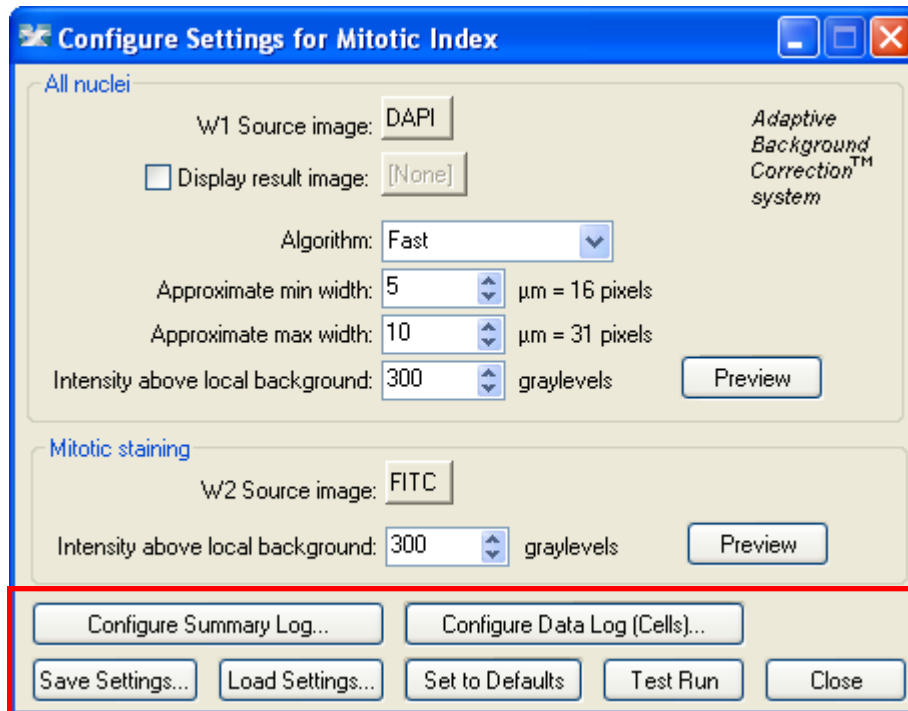 Configure Settings for Mitotic Index
All nuclei
W1 Source image: DAPI
Adaptive
Background
Correction™
system
Display result image: [None]
Algorithm: Fast
Approximate min width: 5 µm = 16 pixels
Approximate max width: 10 µm = 31 pixels
Intensity above local background: 300 graylevels Preview
Mitotic staining
W2 Source image: FITC
Intensity above local background: 300 graylevels Preview
Configure Summary Log... Configure Data Log (Cells)...
Save Settings... Load Settings... Set to Defaults Test Run Close